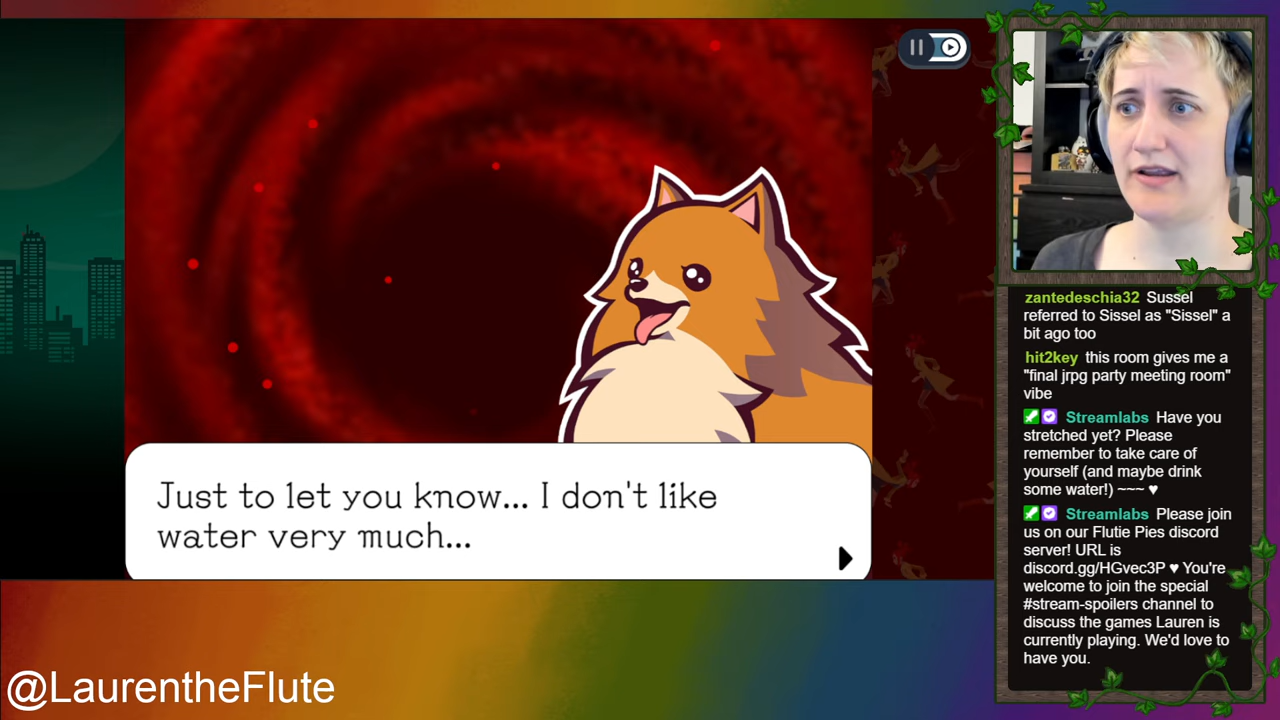 Just to let you know... I don't like
water very much...
zantedeschia32 Sussel
referred to Sissel as "Sissel" a
bit ago too
hit2key this room gives me a
"final jrpg party meeting room"
vibe
Streamlabs Have you
stretched yet? Please
remember to take care of
yourself (and maybe drink
some water!) ~~~ ♥
Streamlabs Please join
us on our Flutie Pies discord
server! URL is
discord.gg/HGvec3P ♥ You're
welcome to join the special
#stream-spoilers channel to
discuss the games Lauren is
currently playing. We'd love to
have you.
@LaurentheFlute